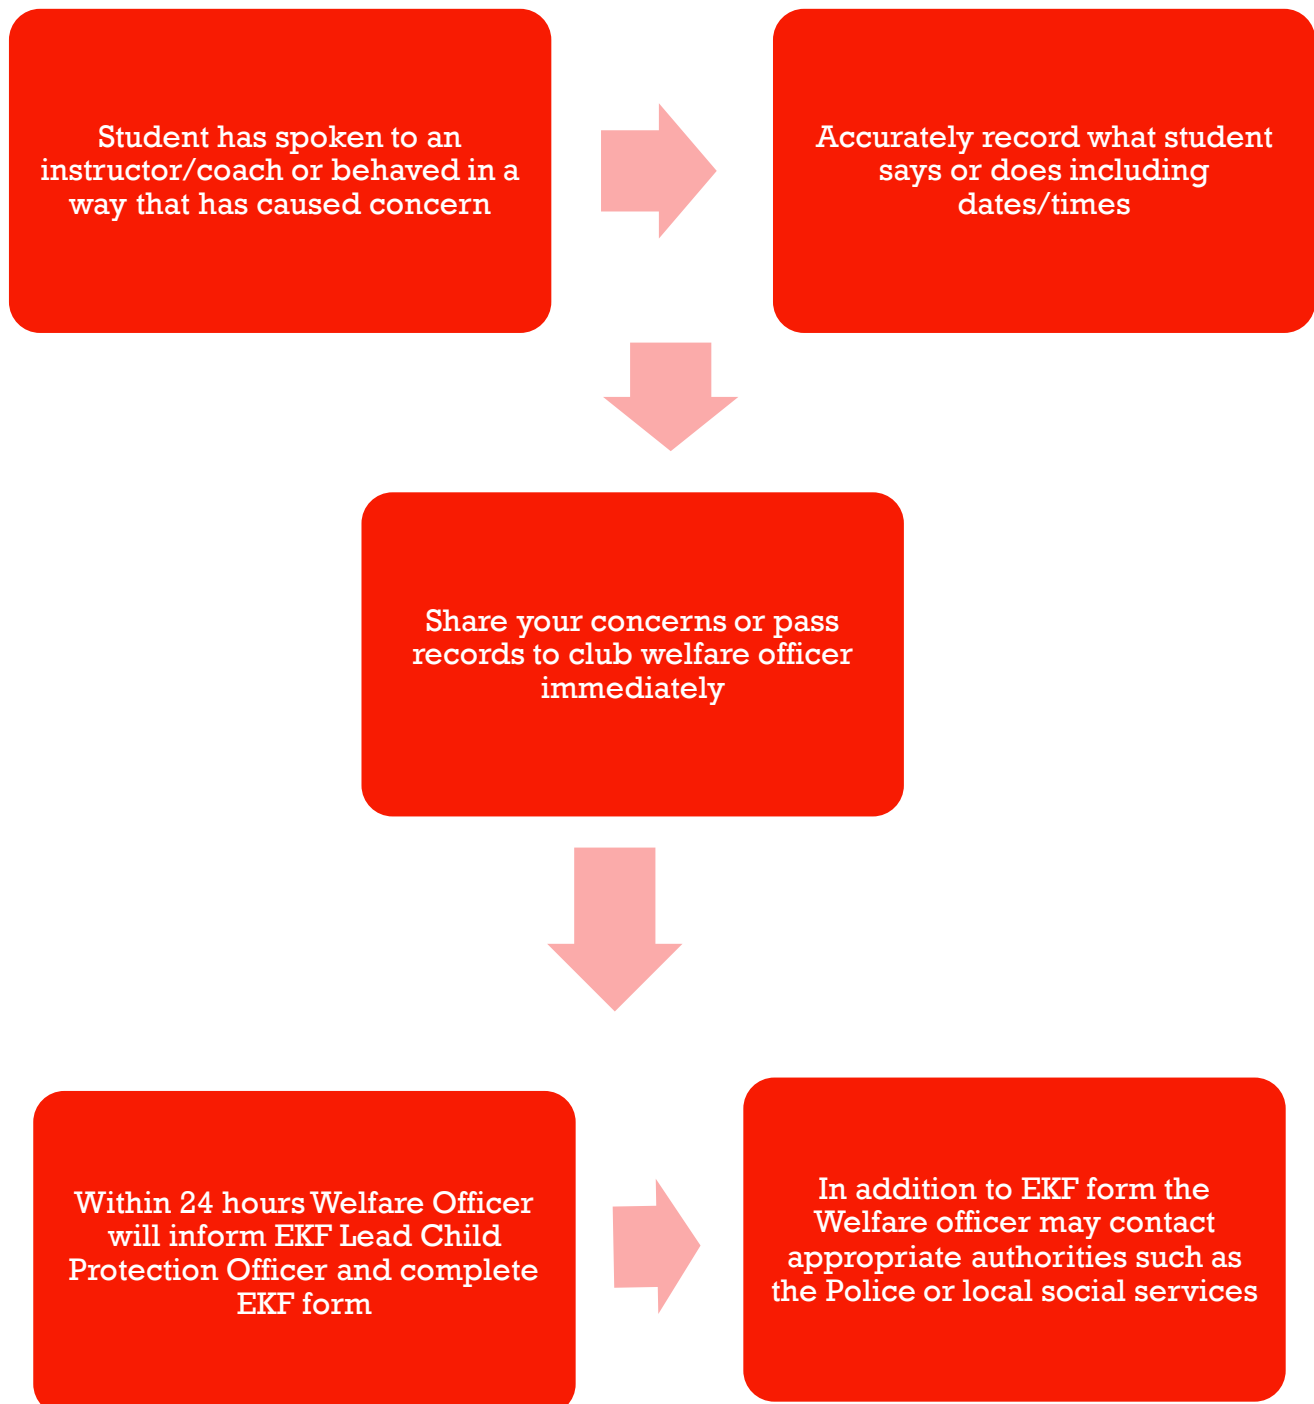 Student has spoken to an
instructor/coach or behaved in a
way that has caused concern
Accurately record what student
says or does including
dates/times
Share your concerns or pass
records to club welfare officer
immediately
Within 24 hours Welfare Officer
will inform EKF Lead Child
Protection Officer and complete
EKF form
In addition to EKF form the
Welfare officer may contact
appropriate authorities such as
the Police or local social services